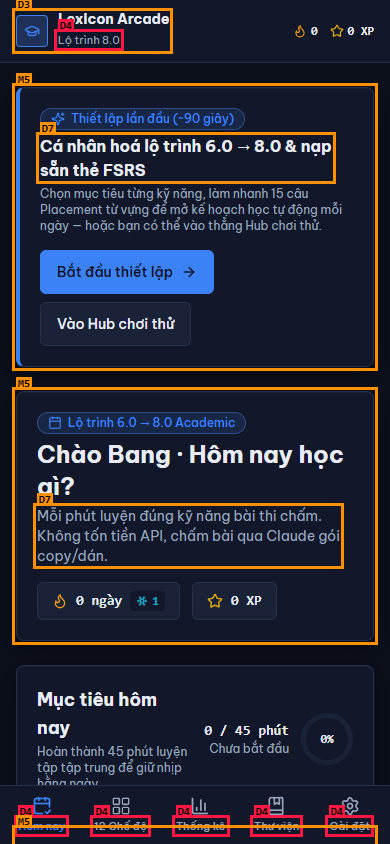 D3
Lexicon Arcade
D4
Lộ trình 8.0
0
0 XP
M5
Thiết lập lần đầu (~90 giây)
D7
Cá nhân hoá lộ trình 6.0 → 8.0 & nạp
sẵn thẻ FSRS
Chọn mục tiêu từng kỹ năng, làm nhanh 15 câu
Placement từ vựng để mở kế hoạch học tự động mỗi
ngày — hoặc bạn có thể vào thẳng Hub chơi thử.
Bắt đầu thiết lập →
Vào Hub chơi thử
M5
Lộ trình 6.0 → 8.0 Academic
Chào Bang · Hôm nay học
gì?
D7
Mỗi phút luyện đúng kỹ năng bài thi chấm.
Không tốn tiền API, chấm bài qua Claude gói
copy/dán.
0 ngày
1
0 XP
Mục tiêu hôm
nay
0 / 45 phút
Chưa bắt đầu
0%
Hoàn thành 45 phút luyện
tập tập trung để giữ nhịp
hằng ngày
D4
D4
D4
D4
D4
M5
Hôm nay
12 Chế độ
Thống kê
Thư viện
Cài đặt